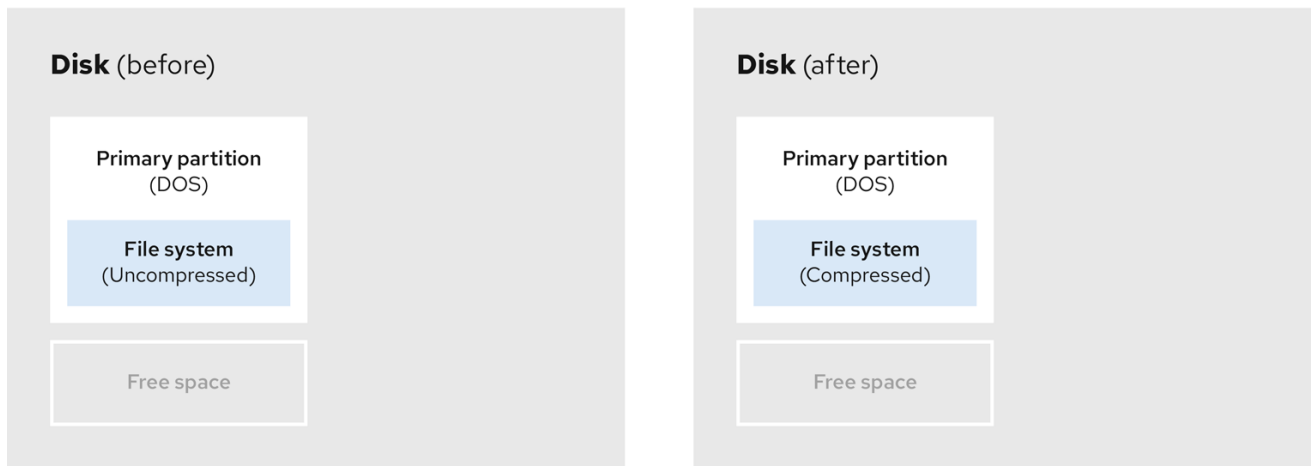 Disk (before)
Primary partition
(DOS)
File system
(Uncompressed)
Free space
Disk (after)
Primary partition
(DOS)
File system
(Compressed)
Free space